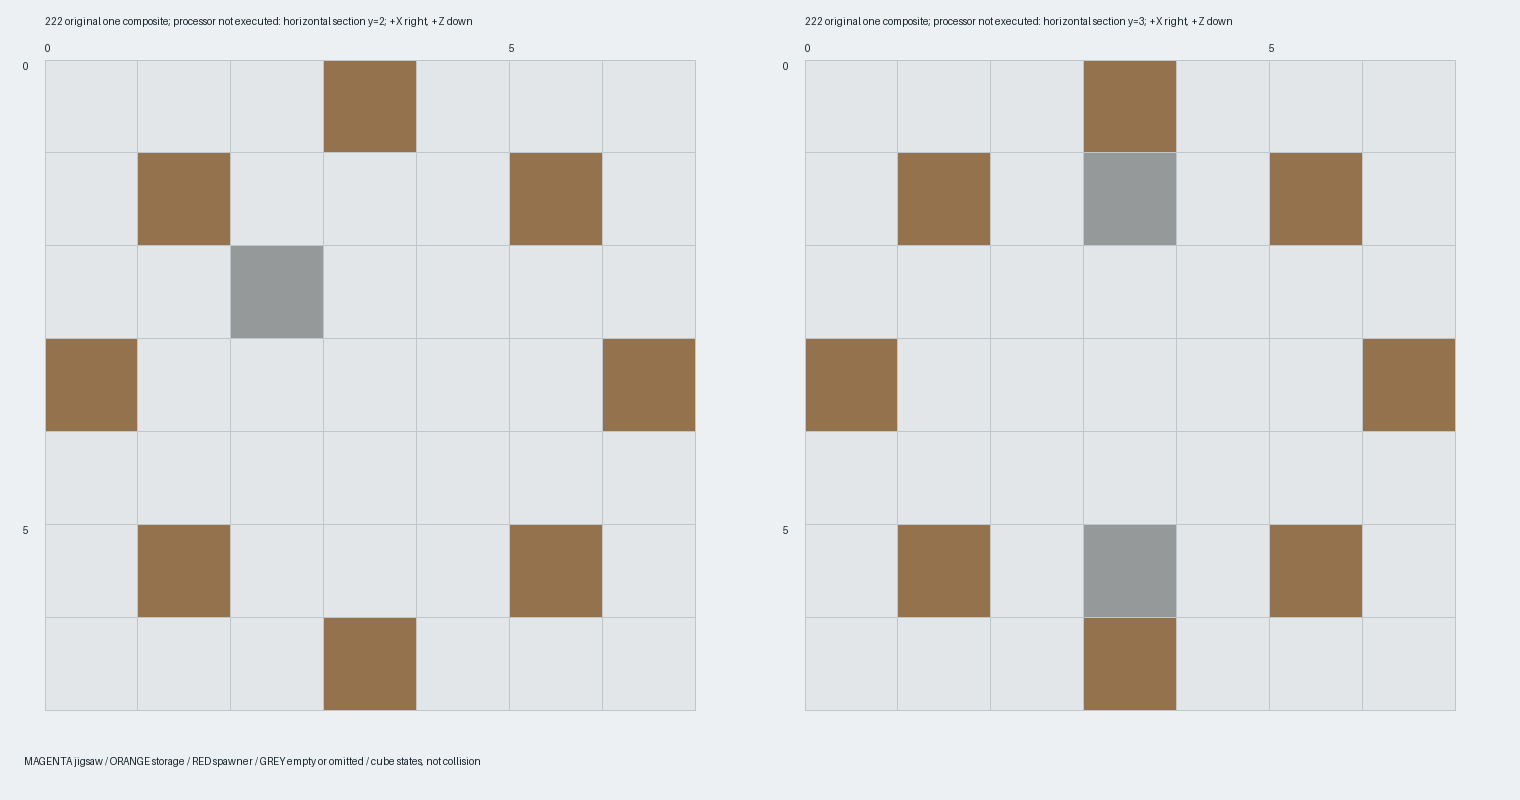 222 original one composite; processor not executed: horizontal section y=2; +X right, +Z down
222 original one composite; processor not executed: horizontal section y=3; +X right, +Z down
0 5
0 5
0
0
5
5
MAGENTA jigsaw / ORANGE storage / RED spawner / GREY empty or omitted / cube states, not collision